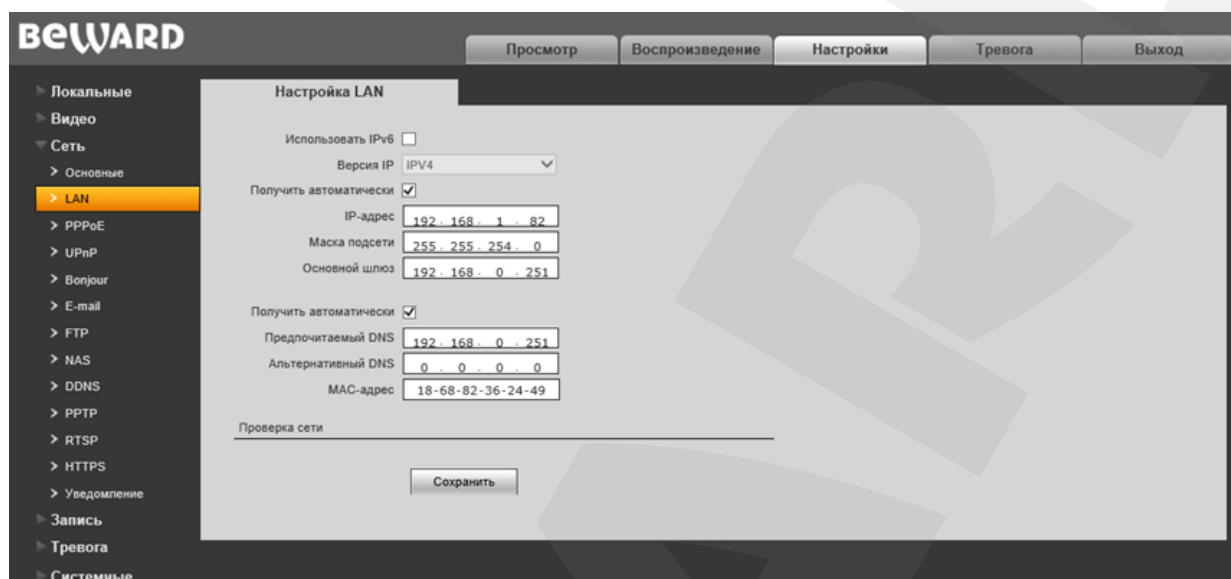 BEWARD
Просмотр Воспроизведение Настройки Тревога Выход
Локальные
Видео
Сеть
Основные
LAN
PPPoE
UPnP
Bonjour
E-mail
FTP
NAS
DDNS
PPTP
RTSP
HTTPS
Уведомление
Запись
Тревога
Системные
Настройка LAN
Использовать IPv6
Версия IP IPV4
Получить автоматически
IP-адрес 192 . 168 . 1 . 82
Маска подсети 255 . 255 . 254 . 0
Основной шлюз 192 . 168 . 0 . 251
Получить автоматически
Предпочитаемый DNS 192 . 168 . 0 . 251
Альтернативный DNS 0 . 0 . 0 . 0
MAC-адрес 18-68-82-36-24-49
Проверка сети
Сохранить